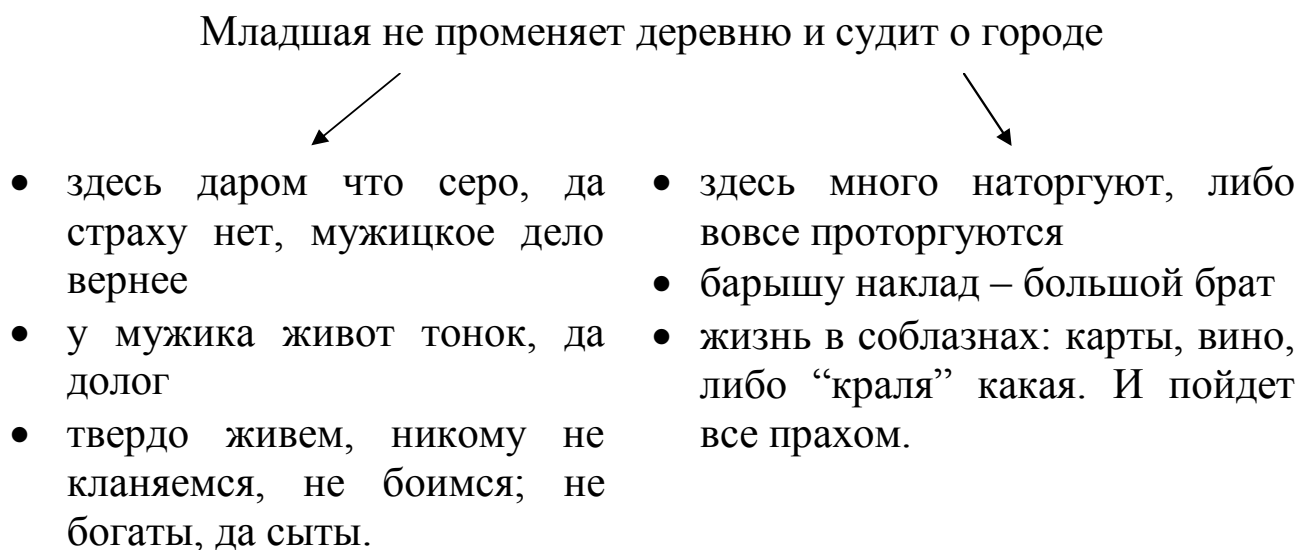 Младшая не променяет деревню и судит о городе
• здесь даром что серо, да
страху нет, мужицкое дело
вернее
• у мужика живот тонок, да
долог
• твердо живем, никому не
кланяемся, не боимся; не
богаты, да сыты.
• здесь много наторгуют, либо
вовсе проторгуются
• барышу наклад – большой брат
• жизнь в соблазнах: карты, вино,
либо “краля” какая. И пойдет
все прахом.